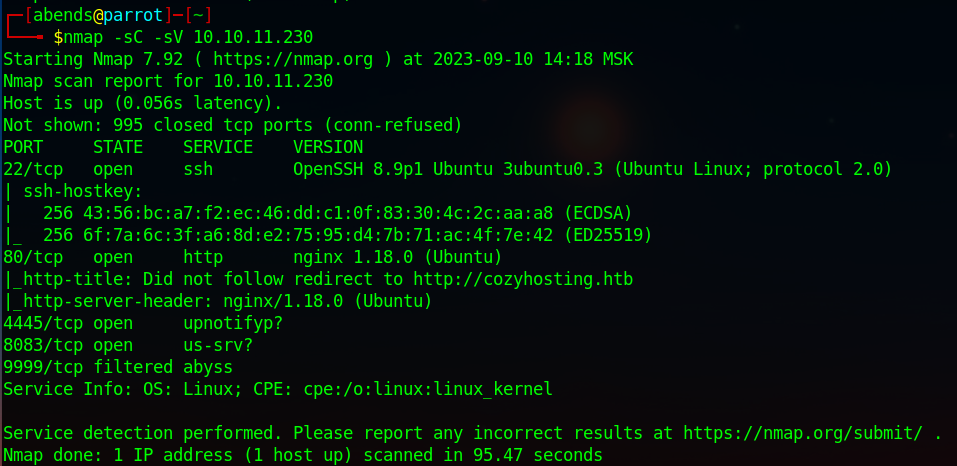 ┌─[abends@parrot]─[~]
└──╼ $nmap -sC -sV 10.10.11.230
Starting Nmap 7.92 ( https://nmap.org ) at 2023-09-10 14:18 MSK
Nmap scan report for 10.10.11.230
Host is up (0.056s latency).
Not shown: 995 closed tcp ports (conn-refused)
PORT     STATE    SERVICE    VERSION
22/tcp   open     ssh        OpenSSH 8.9p1 Ubuntu 3ubuntu0.3 (Ubuntu Linux; protocol 2.0)
| ssh-hostkey:
|   256 43:56:bc:a7:f2:ec:46:dd:c1:0f:83:30:4c:2c:aa:a8 (ECDSA)
|_  256 6f:7a:6c:3f:a6:8d:e2:75:95:d4:7b:71:ac:4f:7e:42 (ED25519)
80/tcp   open     http       nginx 1.18.0 (Ubuntu)
|_http-title: Did not follow redirect to http://cozyhosting.htb
|_http-server-header: nginx/1.18.0 (Ubuntu)
4445/tcp open     upnotifyp?
8083/tcp open     us-srv?
9999/tcp filtered abyss
Service Info: OS: Linux; CPE: cpe:/o:linux:linux_kernel

Service detection performed. Please report any incorrect results at https://nmap.org/submit/ .
Nmap done: 1 IP address (1 host up) scanned in 95.47 seconds